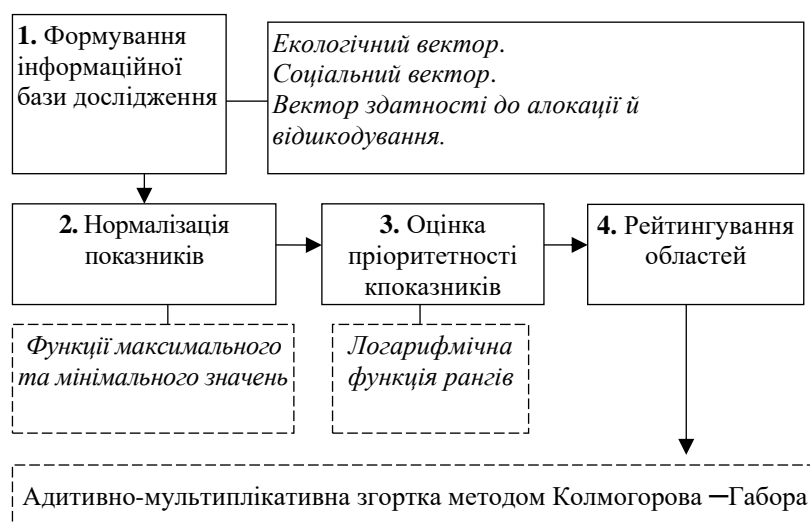 1. Формування
інформаційної
бази дослідження
Екологічний вектор.
Соціальний вектор.
Вектор здатності до алокації й
відшкодування.
2. Нормалізація
показників
3. Оцінка
пріоритетності
кпоказників
4. Рейтингування
областей
Функції максимального
та мінімального значень
Логарифмічна
функція рангів
Адитивно-мультиплікативна згортка методом Колмогорова ─Габора